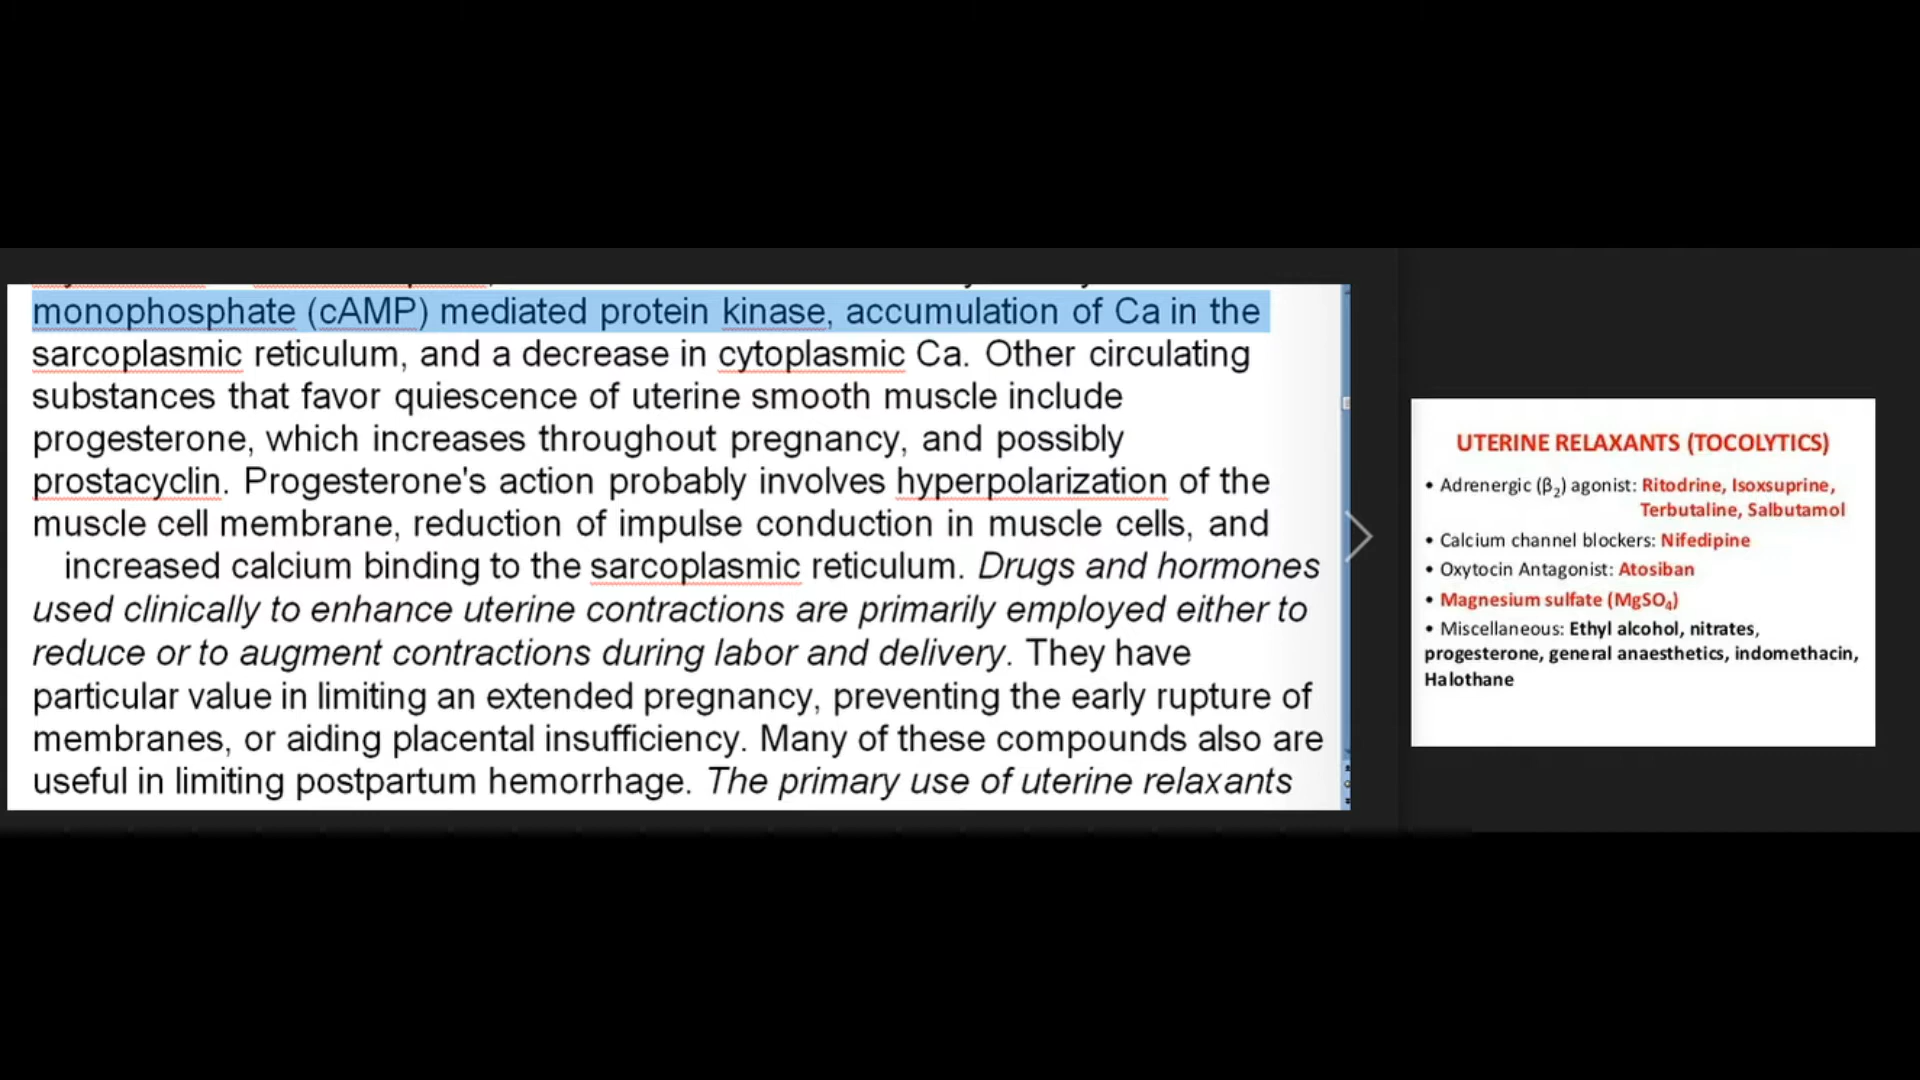 monophosphate (cAMP) mediated protein kinase, accumulation of Ca in the
sarcoplasmic reticulum, and a decrease in cytoplasmic Ca. Other circulating
substances that favor quiescence of uterine smooth muscle include
progesterone, which increases throughout pregnancy, and possibly
prostacyclin. Progesterone's action probably involves hyperpolarization of the
muscle cell membrane, reduction of impulse conduction in muscle cells, and
increased calcium binding to the sarcoplasmic reticulum. Drugs and hormones
used clinically to enhance uterine contractions are primarily employed either to
reduce or to augment contractions during labor and delivery. They have
particular value in limiting an extended pregnancy, preventing the early rupture of
membranes, or aiding placental insufficiency. Many of these compounds also are
useful in limiting postpartum hemorrhage. The primary use of uterine relaxants
UTERINE RELAXANTS (TOCOLYTICS)
• Adrenergic (β₂) agonist: Ritodrine, Isoxsuprine,
Terbutaline, Salbutamol
• Calcium channel blockers: Nifedipine
• Oxytocin Antagonist: Atosiban
• Magnesium sulfate (MgSO₄)
• Miscellaneous: Ethyl alcohol, nitrates,
progesterone, general anaesthetics, indomethacin,
Halothane